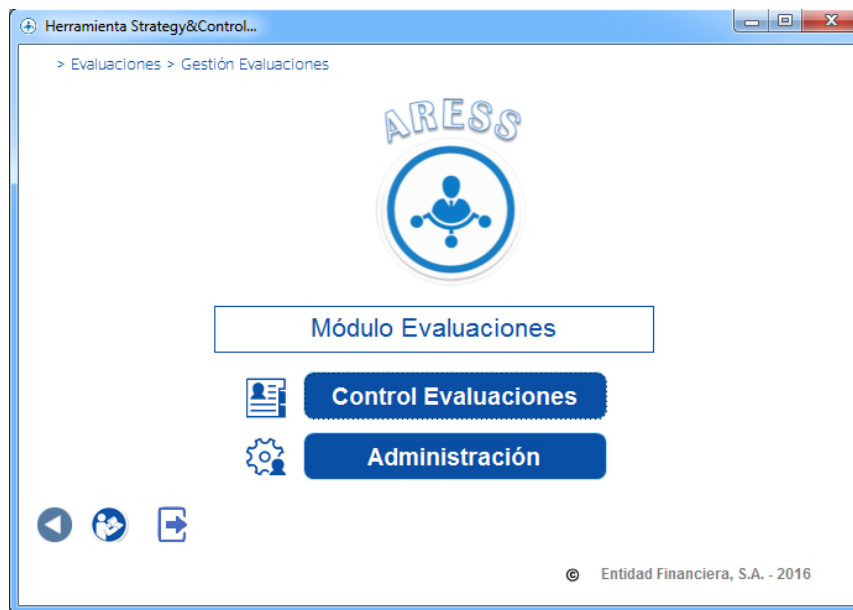 Herramienta Strategy&Control...
> Evaluaciones > Gestión Evaluaciones
ARESS
Módulo Evaluaciones
Control Evaluaciones
Administración
© Entidad Financiera, S.A. - 2016